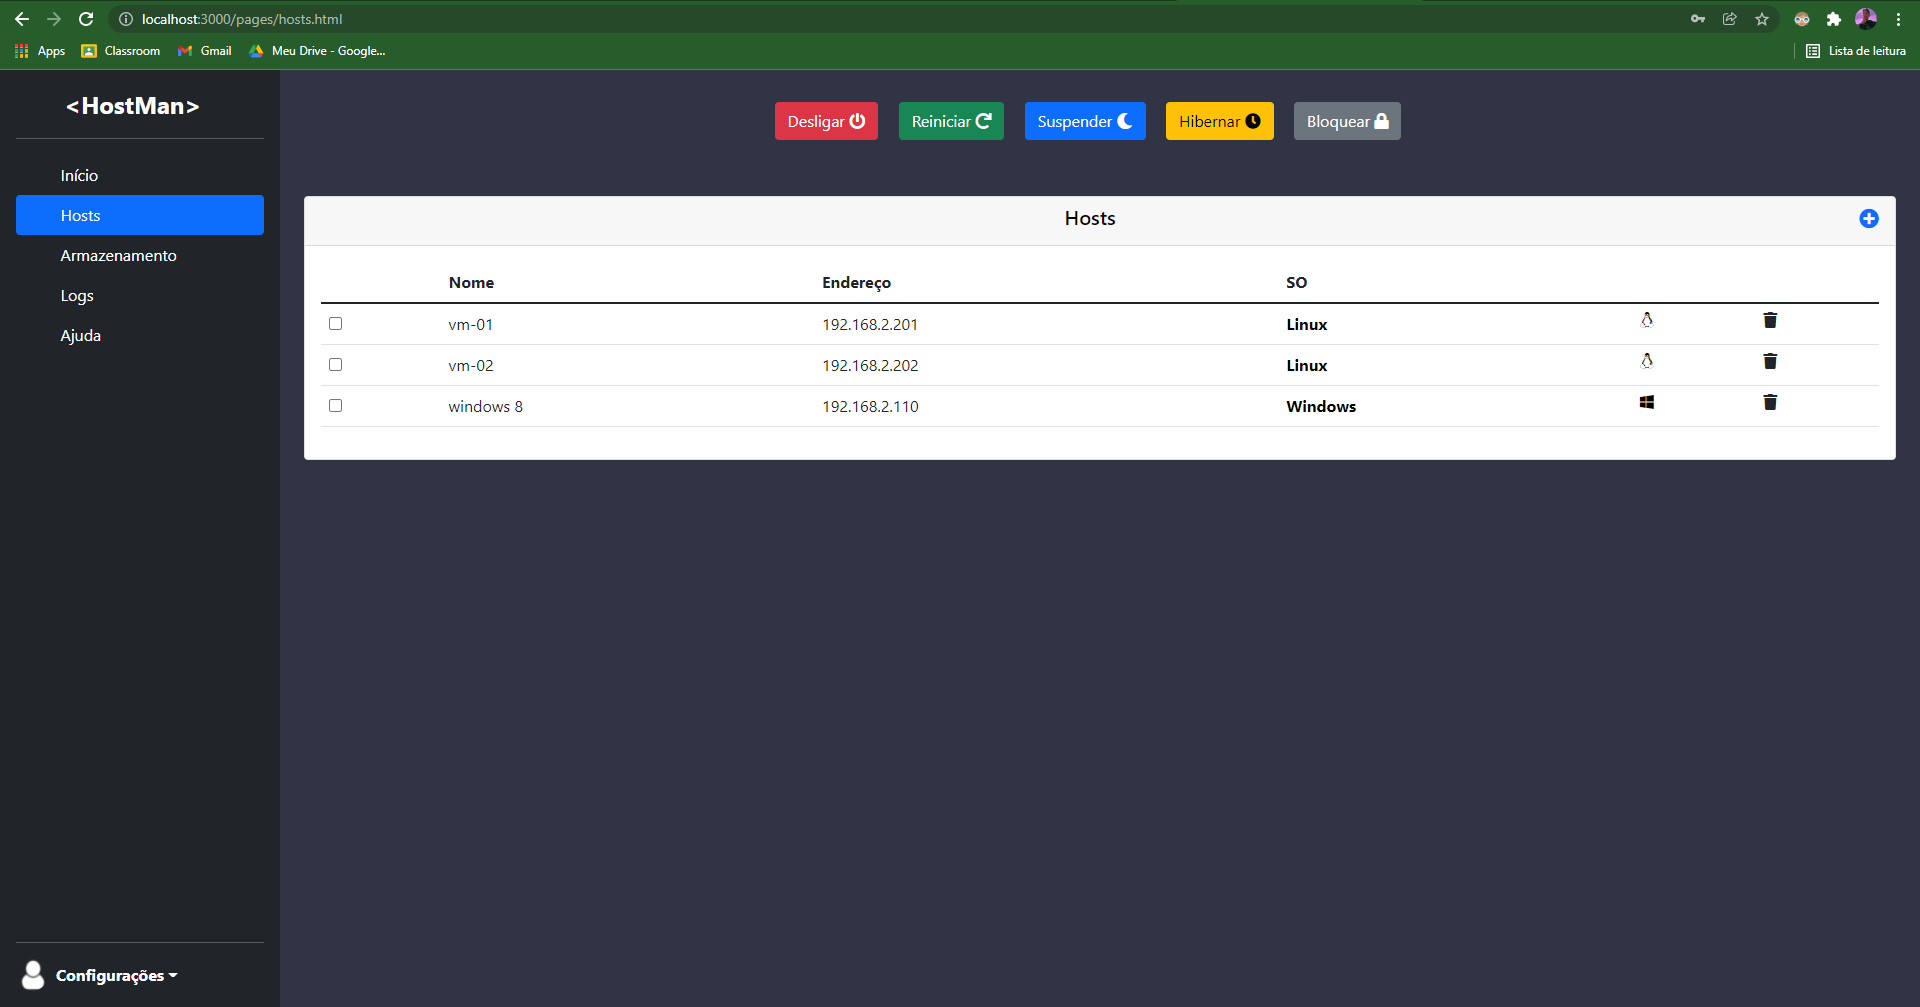 localhost:3000/pages/hosts.html
Apps Classroom Gmail Meu Drive - Google... Lista de leitura
<HostMan>
Início
Hosts
Armazenamento
Logs
Ajuda
Configurações
Desligar Reiniciar Suspender Hibernar Bloquear
Hosts
Nome Endereço SO
vm-01 192.168.2.201 Linux
vm-02 192.168.2.202 Linux
windows 8 192.168.2.110 Windows